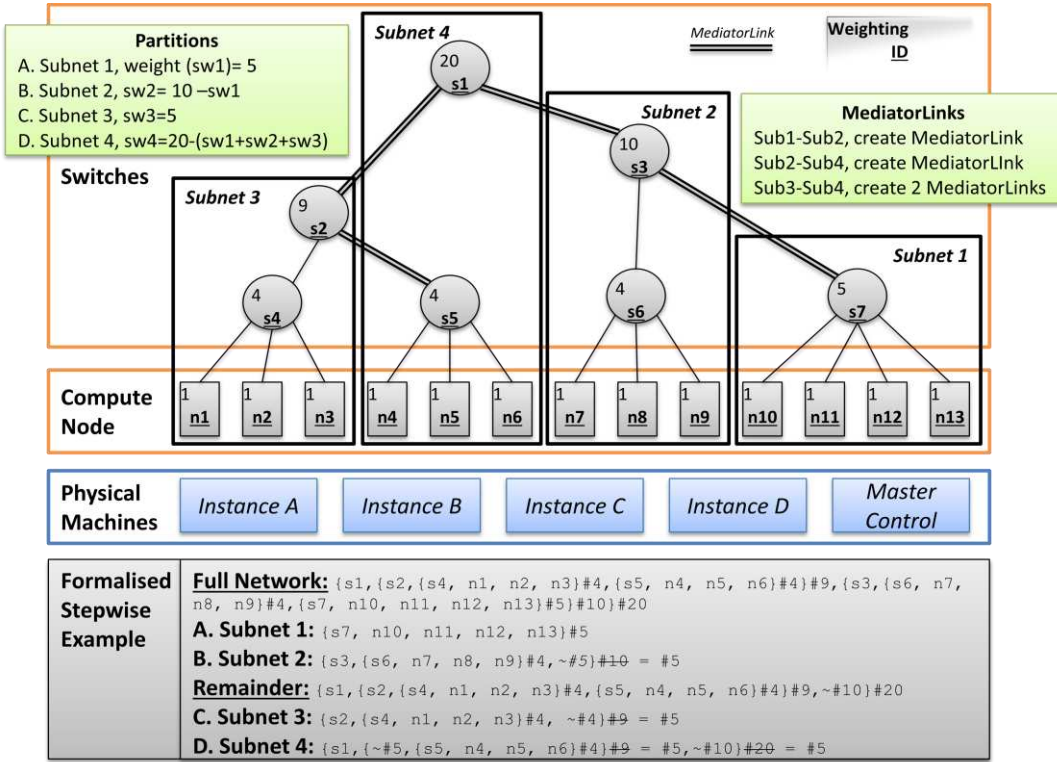 Partitions
A. Subnet 1, weight (sw1)= 5
B. Subnet 2, sw2= 10 –sw1
C. Subnet 3, sw3=5
D. Subnet 4, sw4=20-(sw1+sw2+sw3)
Subnet 4
MediatorLink
Weighting
ID
20
s1
Subnet 2
MediatorLinks
Sub1-Sub2, create MediatorLink
Sub2-Sub4, create MediatorLInk
Sub3-Sub4, create 2 MediatorLinks
10
s3
Switches
Subnet 3
9
s2
Subnet 1
4
s4
4
s5
4
s6
5
s7
Compute
Node
1
n1
1
n2
1
n3
1
n4
1
n5
1
n6
1
n7
1
n8
1
n9
1
n10
1
n11
1
n12
1
n13
Physical
Machines
Instance A
Instance B
Instance C
Instance D
Master
Control
Formalised
Stepwise
Example
Full Network: {s1,{s2,{s4, n1, n2, n3}#4,{s5, n4, n5, n6}#4}#9,{s3,{s6, n7,
n8, n9}#4,{s7, n10, n11, n12, n13}#5}#10}#20
A. Subnet 1: {s7, n10, n11, n12, n13}#5
B. Subnet 2: {s3,{s6, n7, n8, n9}#4,~#5}#10 = #5
Remainder: {s1,{s2,{s4, n1, n2, n3}#4,{s5, n4, n5, n6}#4}#9,~#10}#20
C. Subnet 3: {s2,{s4, n1, n2, n3}#4, ~#4}#9 = #5
D. Subnet 4: {s1,{~#5,{s5, n4, n5, n6}#4}#9 = #5,~#10}#20 = #5